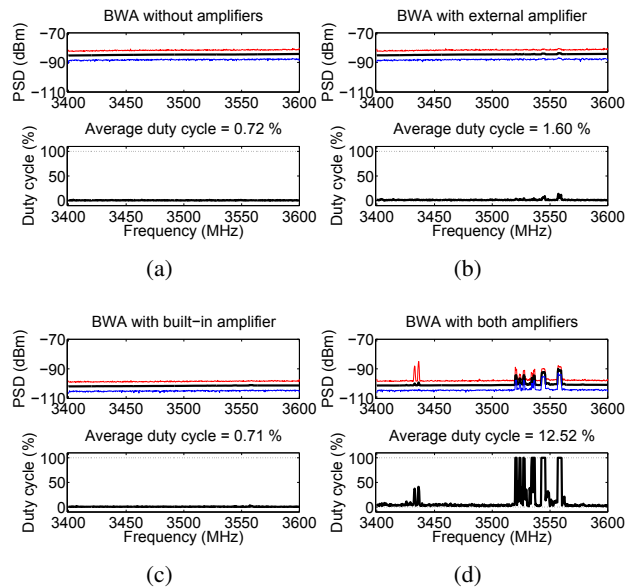 BWA without amplifiers
PSD (dBm)
−70
−90
−110
3400 3450 3500 3550 3600
Average duty cycle = 0.72 %
Duty cycle (%)
100
50
0
3400 3450 3500 3550 3600
Frequency (MHz)
(a)
BWA with external amplifier
PSD (dBm)
−70
−90
−110
3400 3450 3500 3550 3600
Average duty cycle = 1.60 %
Duty cycle (%)
100
50
0
3400 3450 3500 3550 3600
Frequency (MHz)
(b)
BWA with built−in amplifier
PSD (dBm)
−70
−90
−110
3400 3450 3500 3550 3600
Average duty cycle = 0.71 %
Duty cycle (%)
100
50
0
3400 3450 3500 3550 3600
Frequency (MHz)
(c)
BWA with both amplifiers
PSD (dBm)
−70
−90
−110
3400 3450 3500 3550 3600
Average duty cycle = 12.52 %
Duty cycle (%)
100
50
0
3400 3450 3500 3550 3600
Frequency (MHz)
(d)